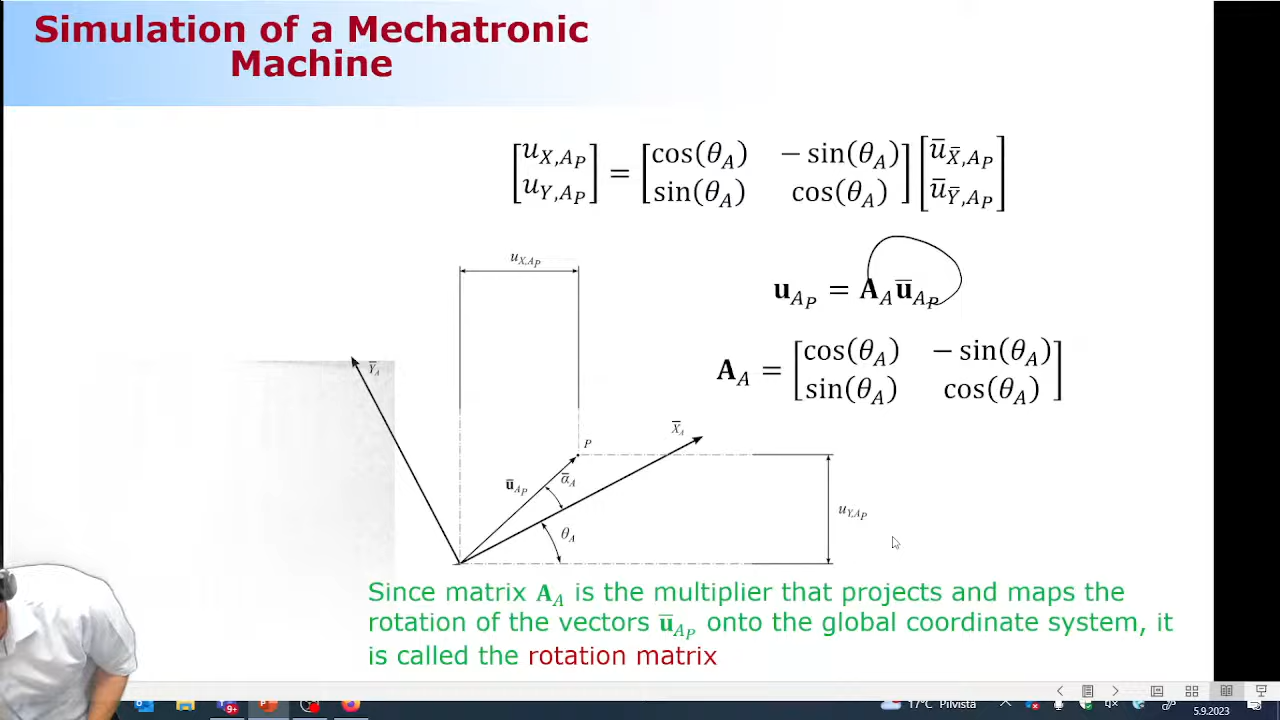 Simulation of a Mechatronic
Machine
[u_{X,A_P}; u_{Y,A_P}] = [cos(θ_A) −sin(θ_A); sin(θ_A) cos(θ_A)] [ū_{X̄,A_P}; ū_{Ȳ,A_P}]
u_{X,A_P}
𝐮_{A_P} = 𝐀_A 𝐮̄_{A_P}
𝐀_A = [cos(θ_A) −sin(θ_A); sin(θ_A) cos(θ_A)]
Ȳ_A
X̄_A
P
ᾱ_A
𝐮̄_{A_P}
u_{Y,A_P}
θ_A
Since matrix 𝐀_A is the multiplier that projects and maps the
rotation of the vectors 𝐮̄_{A_P} onto the global coordinate system, it
is called the rotation matrix
17°C Pilvistä
5.9.2023